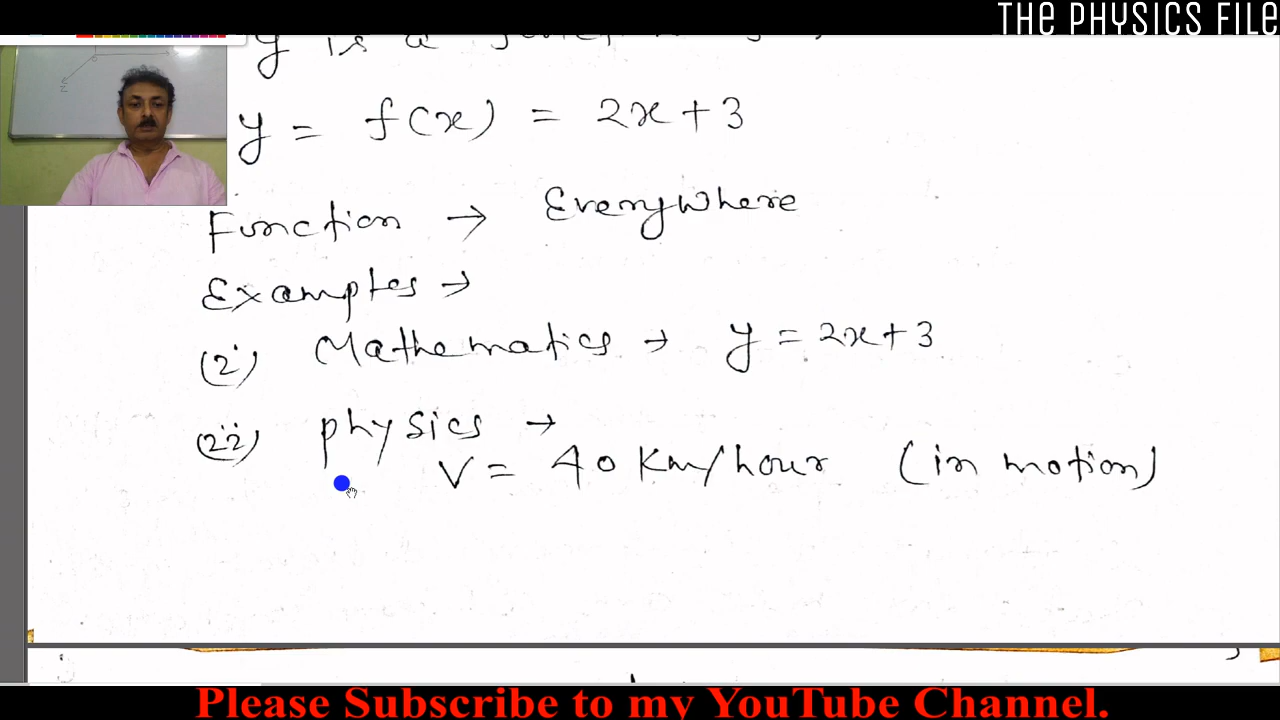 THE PHYSICS FILE
y is a
y = f(x) = 2x + 3
Function → Everywhere
Examples →
(i) Mathematics → y = 2x + 3
(ii) Physics →
V = 40 Km/hour (in motion)
Please Subscribe to my YouTube Channel.